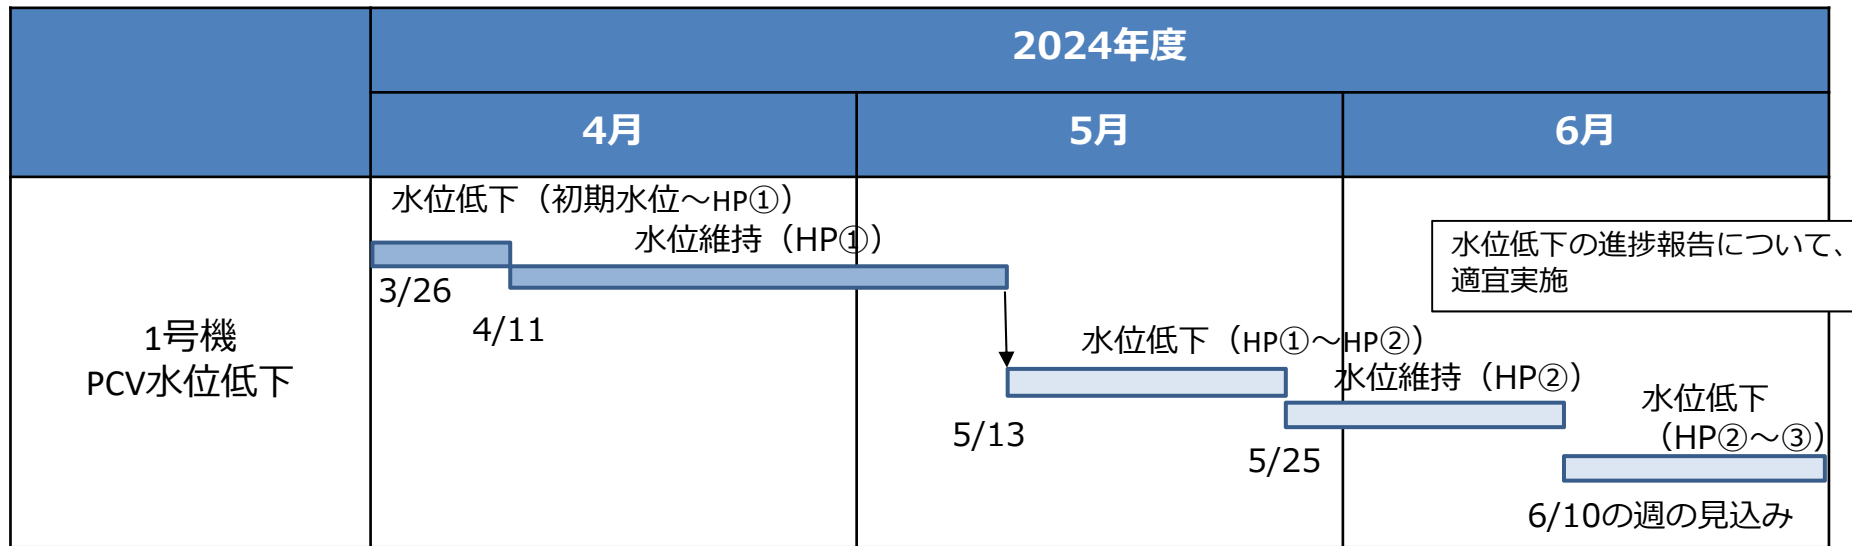 2024年度
4月
5月
6月
1号機
PCV水位低下
水位低下（初期水位～HP①）
水位維持（HP①）
3/26
4/11
水位低下（HP①～HP②）
水位維持（HP②）
5/13
5/25
水位低下
（HP②～③）
6/10の週の見込み
水位低下の進捗報告について、
適宜実施